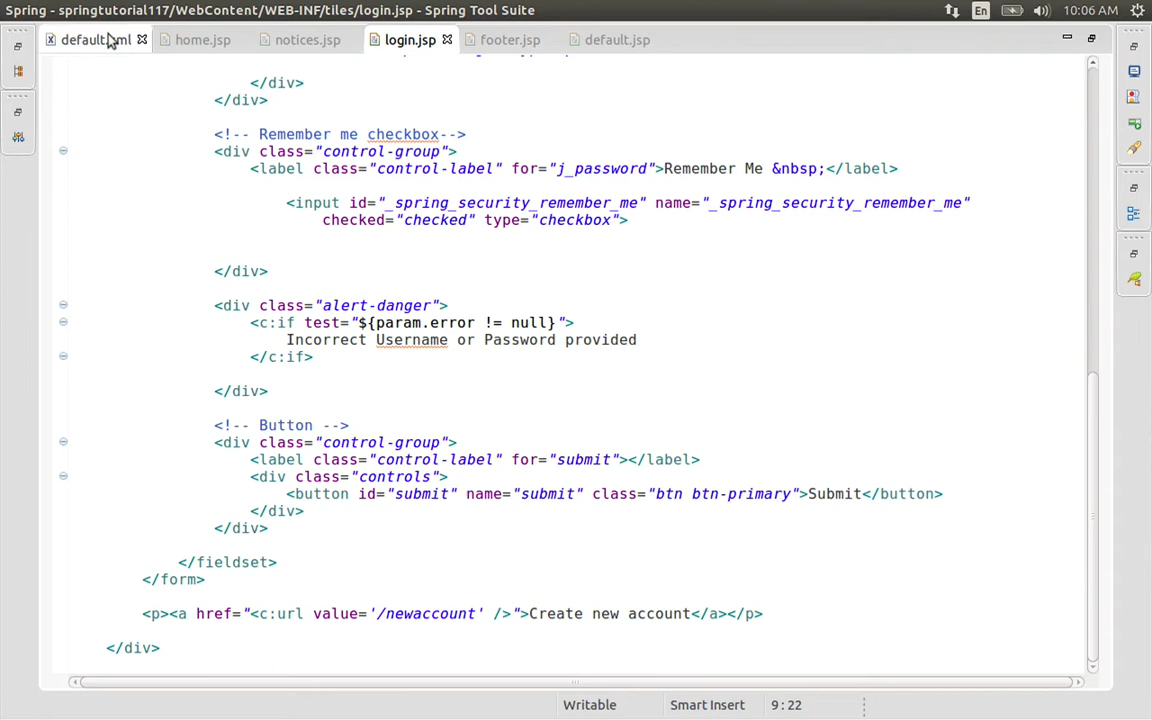 Spring - springtutorial117/WebContent/WEB-INF/tiles/login.jsp - Spring Tool Suite
En
10:06 AM
default.xml
home.jsp
notices.jsp
login.jsp
footer.jsp
default.jsp
</div>
</div>
<!-- Remember me checkbox-->
<div class="control-group">
<label class="control-label" for="j_password">Remember Me &nbsp;</label>
<input id="_spring_security_remember_me" name="_spring_security_remember_me"
checked="checked" type="checkbox">
</div>
<div class="alert-danger">
<c:if test="${param.error != null}">
Incorrect Username or Password provided
</c:if>
</div>
<!-- Button -->
<div class="control-group">
<label class="control-label" for="submit"></label>
<div class="controls">
<button id="submit" name="submit" class="btn btn-primary">Submit</button>
</div>
</div>
</fieldset>
</form>
<p><a href="<c:url value='/newaccount' />">Create new account</a></p>
</div>
Writable
Smart Insert
9:22